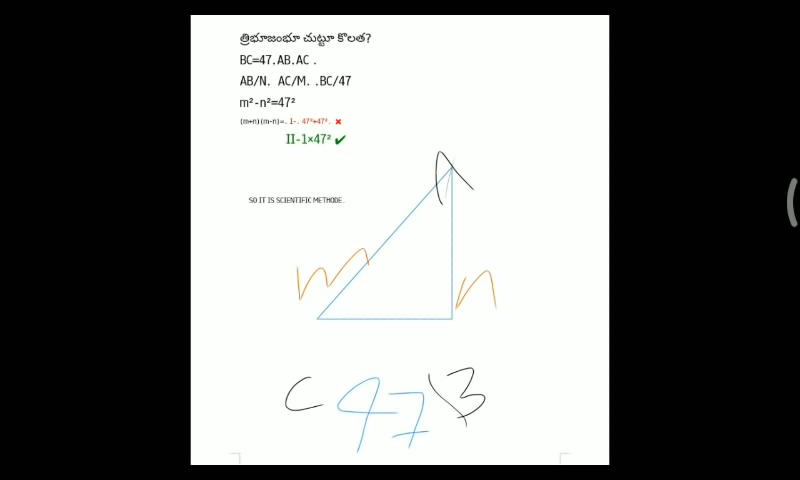 త్రిభూజంభూ చుట్టూ కొలత?
BC=47.AB.AC .
AB/N. AC/M. .BC/47
m²-n²=47²
(m+n)(m-n)=. 1-. 47²+47². ✖
II-1×47² ✔
A
SO IT IS SCIENTIFIC METHODE.
m n
C 47 B